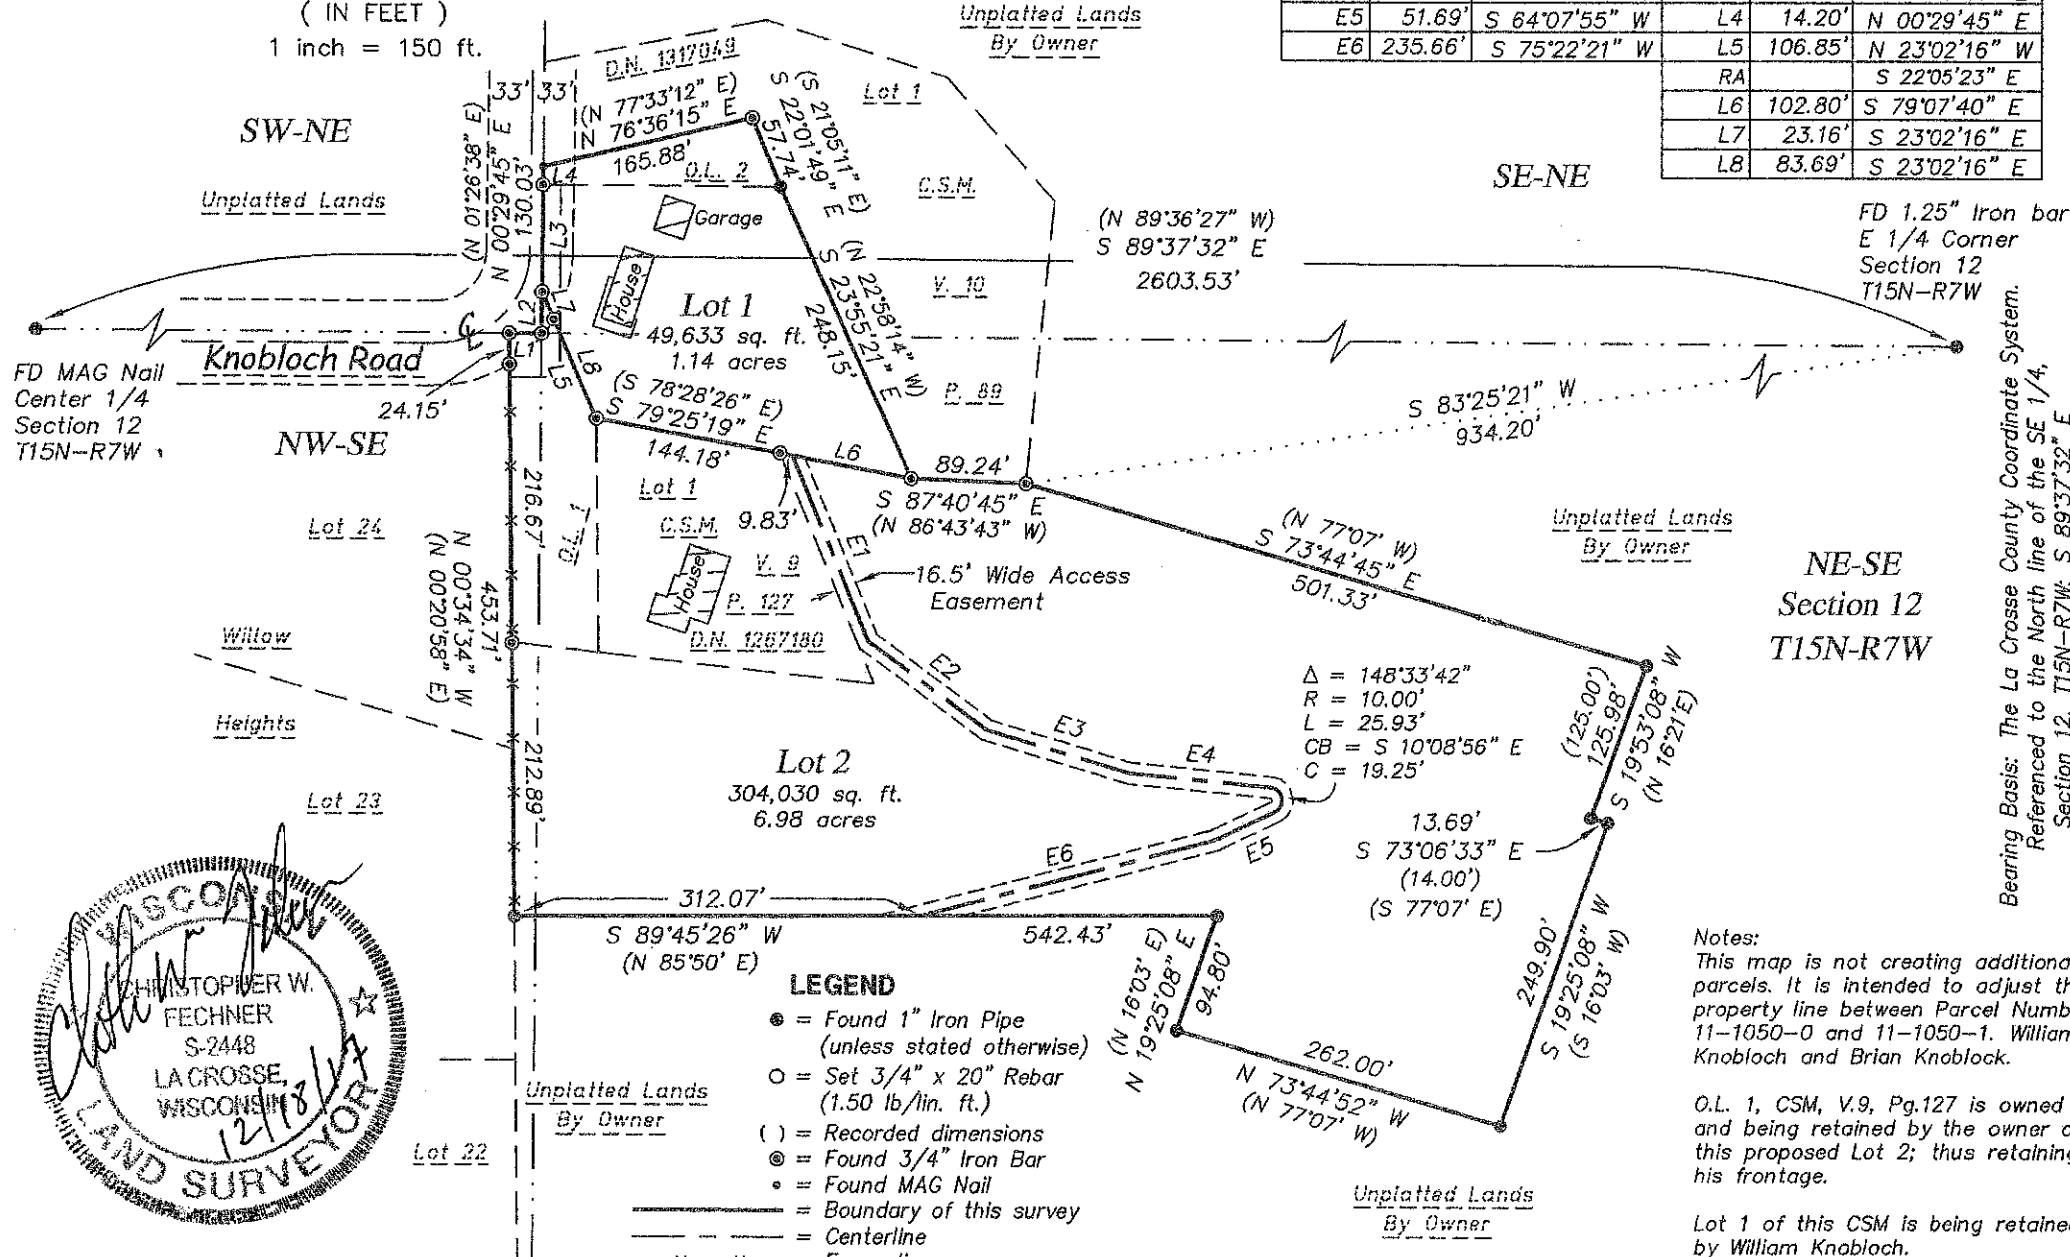 ( IN FEET )
1 inch = 150 ft.
Unplatted Lands
By Owner
E5 51.69' S 64°07'55" W L4 14.20' N 00°29'45" E
E6 235.66' S 75°22'21" W L5 106.85' N 23°02'16" W
RA S 22°05'23" E
L6 102.80' S 79°07'40" E
L7 23.16' S 23°02'16" E
L8 83.69' S 23°02'16" E
D.N. 1317049
33' 33'
(N 77°33'12" E)
N 76°36'15" E
165.88'
(S 21°05'11" E)
S 22°01'49" E
57.74'
Lot 1
SW-NE
Unplatted Lands
(N 01°26'38" E)
N 00°29'45" E
130.03'
L4
O.L. 2
C.S.M.
SE-NE
Garage
L3
House
(N 89°36'27" W)
S 89°37'32" E
2603.53'
FD 1.25" Iron bar
E 1/4 Corner
Section 12
T15N-R7W
(N 22°58'14" W)
S 23°55'21" E
248.15'
V. 10
P. 89
L7
L2
Lot 1
49,633 sq. ft.
1.14 acres
Knobloch Road
L1
L8
L5
FD MAG Nail
Center 1/4
Section 12
T15N-R7W
24.15'
NW-SE
(S 78°28'26" E)
S 79°25'19" E
144.18'
L6
89.24'
S 87°40'45" E
(N 86°43'43" W)
S 83°25'21" W
934.20'
Lot 1
C.S.M.
9.83'
V. 9
P. 127
D.N. 1267180
House
O.L. 1
216.67'
Lot 24
N 00°34'34" W
453.71'
(N 00°20'58" E)
E1
16.5' Wide Access
Easement
(N 77°07' W)
S 73°44'45" E
501.33'
Unplatted Lands
By Owner
NE-SE
Section 12
T15N-R7W
Bearing Basis: The La Crosse County Coordinate System.
Referenced to the North line of the SE 1/4,
Section 12, T15N-R7W: S 89°37'32" E
Willow
Heights
Lot 23
E2
E3
E4
Δ = 148°33'42"
R = 10.00'
L = 25.93'
CB = S 10°08'56" E
C = 19.25'
(125.00')
125.98'
S 19°53'08" W
(N 16°21'E)
Lot 2
304,030 sq. ft.
6.98 acres
212.89'
13.69'
S 73°06'33" E
(14.00')
(S 77°07' E)
E5
E6
312.07'
S 89°45'26" W
542.43'
(N 85°50' E)
(N 16°03' E)
N 19°25'08" E
94.80'
249.90'
S 19°25'08" W
(S 16°03' W)
262.00'
N 73°44'52" W
(N 77°07' W)
WISCONSIN
CHRISTOPHER W.
FECHNER
S-2448
LA CROSSE,
WISCONSIN
12/18/17
LAND SURVEYOR
Unplatted Lands
By Owner
Lot 22
LEGEND
= Found 1" Iron Pipe
(unless stated otherwise)
= Set 3/4" x 20" Rebar
(1.50 lb/lin. ft.)
( ) = Recorded dimensions
= Found 3/4" Iron Bar
= Found MAG Nail
= Boundary of this survey
= Centerline
Unplatted Lands
By Owner
Notes:
This map is not creating additional
parcels. It is intended to adjust th
property line between Parcel Numb
11-1050-0 and 11-1050-1. William
Knobloch and Brian Knoblock.
O.L. 1, CSM, V.9, Pg.127 is owned
and being retained by the owner o
this proposed Lot 2; thus retaining
his frontage.
Lot 1 of this CSM is being retained
by William Knobloch.